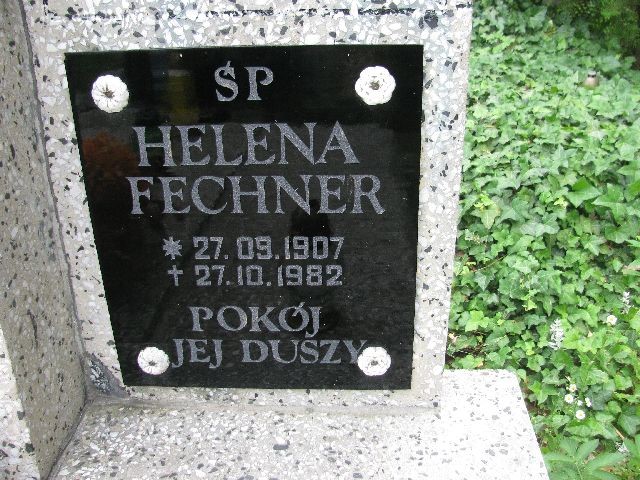 ŚP
HELENA
FECHNER
* 27.09.1907
† 27.10.1982
POKÓJ
JEJ DUSZY